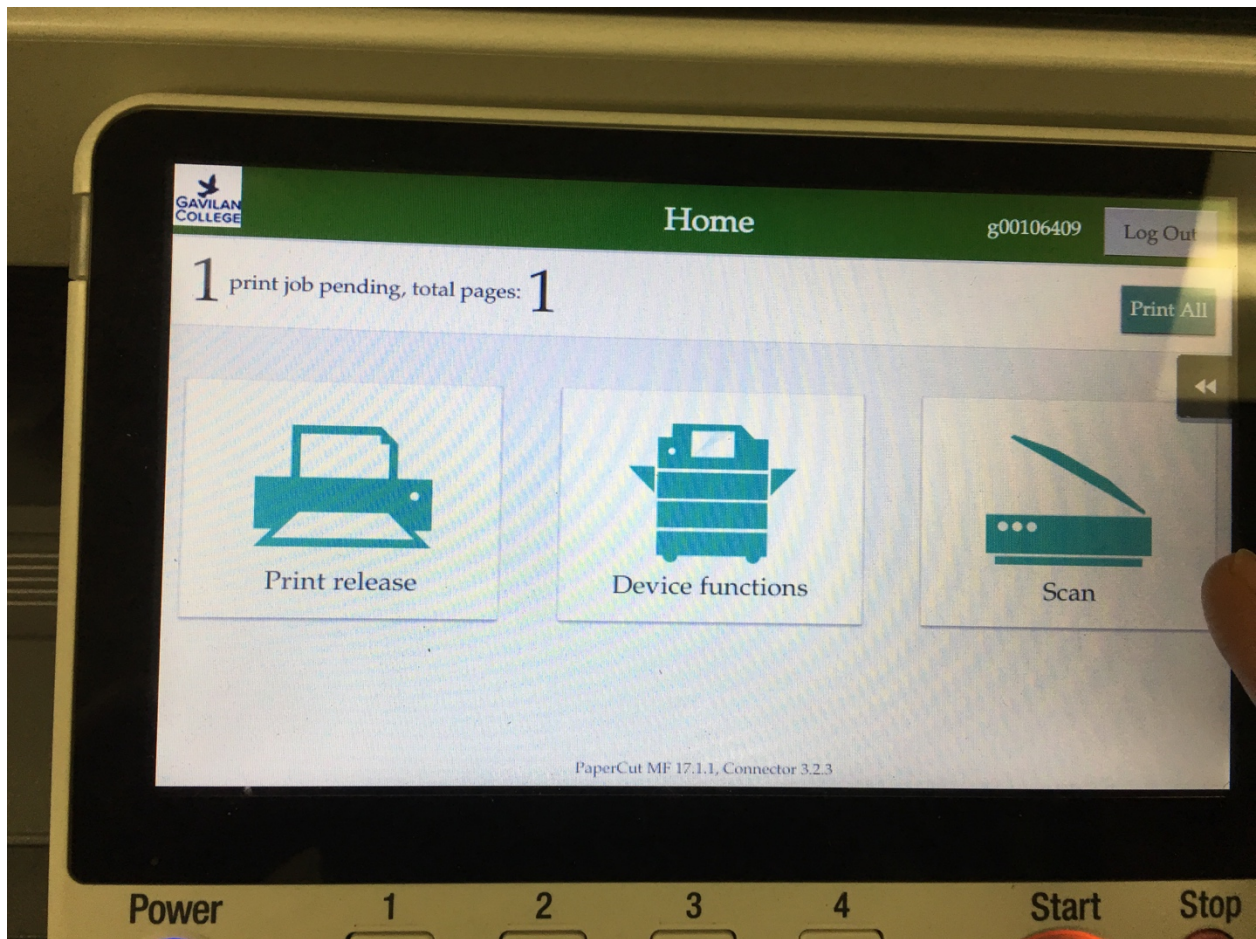 GAVILAN
COLLEGE
Home
g00106409
Log Out
1 print job pending, total pages: 1
Print All
Print release
Device functions
Scan
PaperCut MF 17.1.1, Connector 3.2.3
Power 1 2 3 4 Start Stop